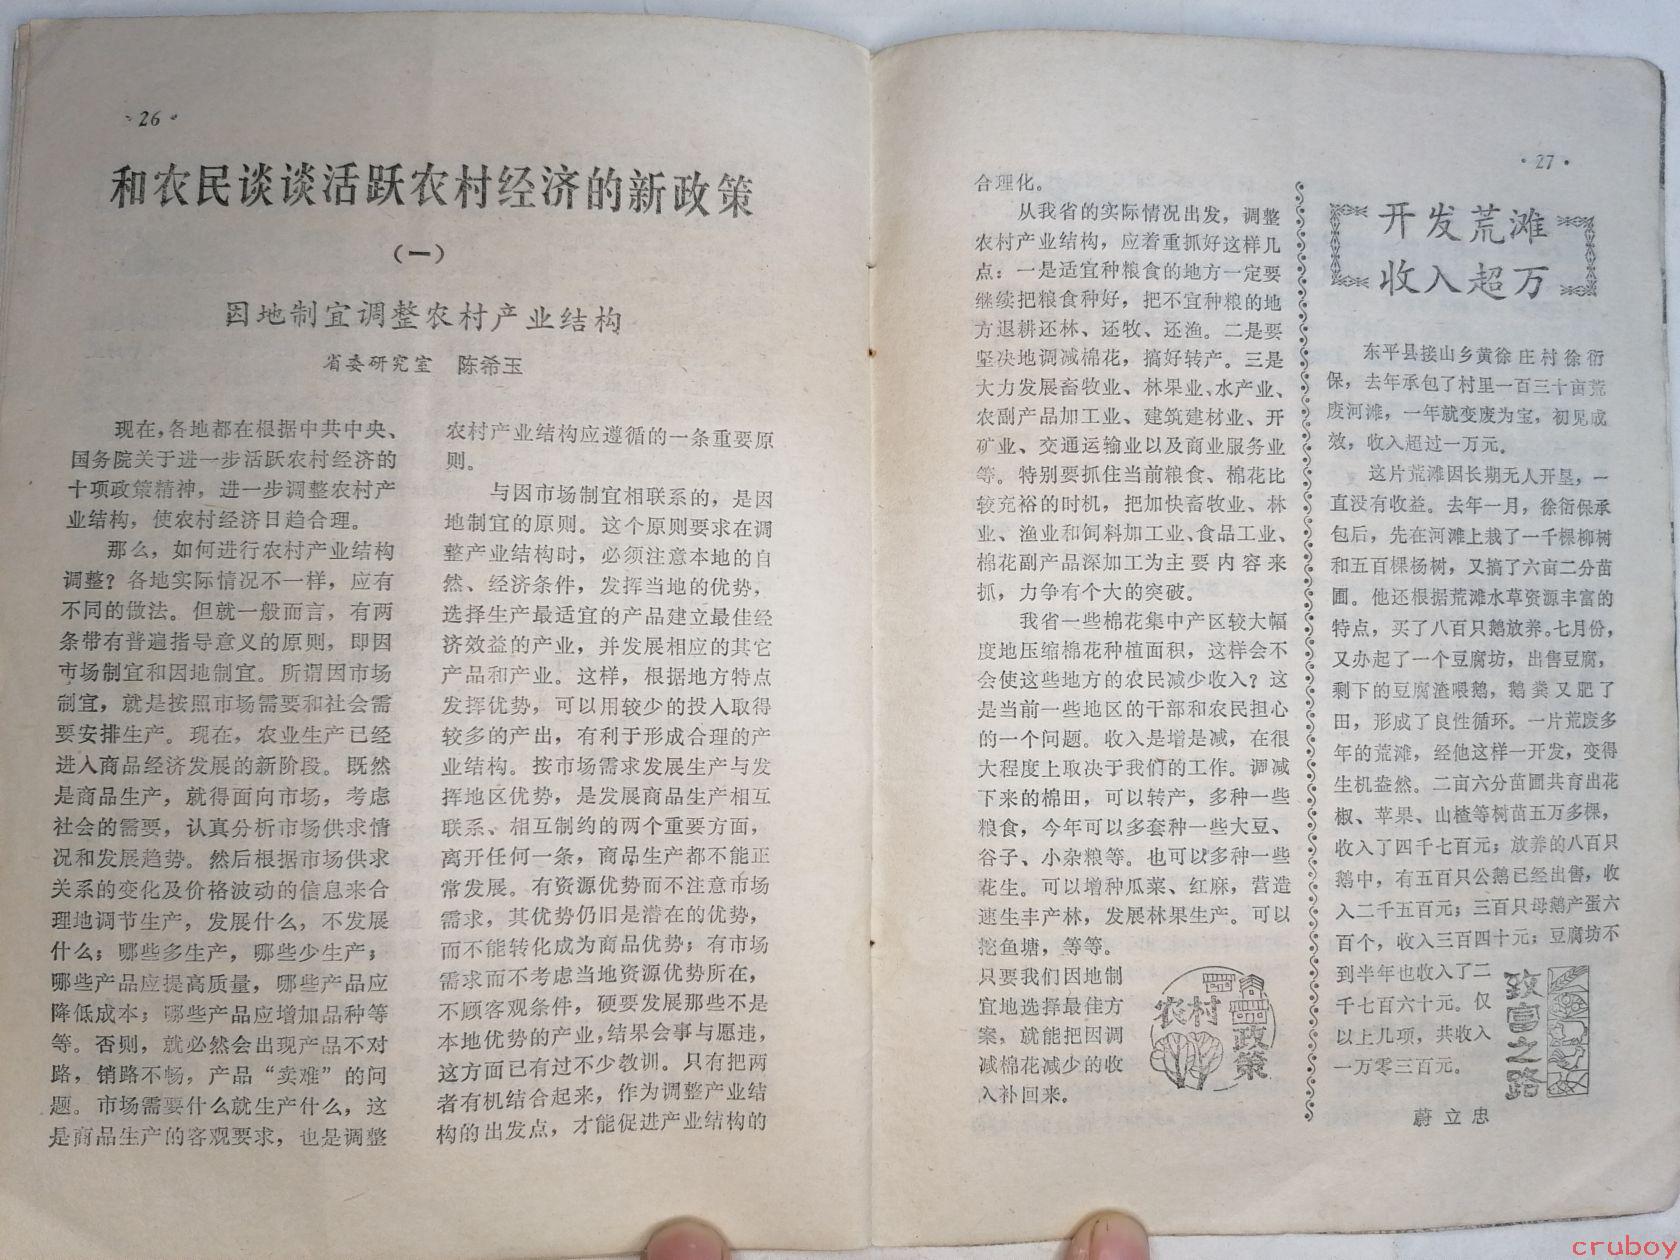 ·26·
和农民谈谈活跃农村经济的新政策
（一）
因地制宜调整农村产业结构
省委研究室 陈希玉
现在，各地都在根据中共中央、
国务院关于进一步活跃农村经济的
十项政策精神，进一步调整农村产
业结构，使农村经济日趋合理。
那么，如何进行农村产业结构
调整？各地实际情况不一样，应有
不同的做法。但就一般而言，有两
条带有普遍指导意义的原则，即因
市场制宜和因地制宜。所谓因市场
制宜，就是按照市场需要和社会需
要安排生产。现在，农业生产已经
进入商品经济发展的新阶段。既然
是商品生产，就得面向市场，考虑
社会的需要，认真分析市场供求情
况和发展趋势。然后根据市场供求
关系的变化及价格波动的信息来合
理地调节生产，发展什么，不发展
什么；哪些多生产，哪些少生产；
哪些产品应提高质量，哪些产品应
降低成本；哪些产品应增加品种等
等。否则，就必然会出现产品不对
路，销路不畅，产品“卖难”的问
题。市场需要什么就生产什么，这
是商品生产的客观要求，也是调整
农村产业结构应遵循的一条重要原
则。
与因市场制宜相联系的，是因
地制宜的原则。这个原则要求在调
整产业结构时，必须注意本地的自
然、经济条件，发挥当地的优势，
选择生产最适宜的产品建立最佳经
济效益的产业，并发展相应的其它
产品和产业。这样，根据地方特点
发挥优势，可以用较少的投入取得
较多的产出，有利于形成合理的产
业结构。按市场需求发展生产与发
挥地区优势，是发展商品生产相互
联系、相互制约的两个重要方面，
离开任何一条，商品生产都不能正
常发展。有资源优势而不注意市场
需求，其优势仍旧是潜在的优势，
而不能转化成为商品优势；有市场
需求而不考虑当地资源优势所在，
不顾客观条件，硬要发展那些不是
本地优势的产业，结果会事与愿违，
这方面已有过不少教训。只有把两
者有机结合起来，作为调整产业结
构的出发点，才能促进产业结构的
·27·
合理化。
从我省的实际情况出发，调整
农村产业结构，应着重抓好这样几
点：一是适宜种粮食的地方一定要
继续把粮食种好，把不宜种粮的地
方退耕还林、还牧、还渔。二是要
坚决地调减棉花，搞好转产。三是
大力发展畜牧业、林果业、水产业、
农副产品加工业、建筑建材业、开
矿业、交通运输业以及商业服务业
等。特别要抓住当前粮食、棉花比
较充裕的时机，把加快畜牧业、林
业、渔业和饲料加工业、食品工业、
棉花副产品深加工为主要内容来
抓，力争有个大的突破。
我省一些棉花集中产区较大幅
度地压缩棉花种植面积，这样会不
会使这些地方的农民减少收入？这
是当前一些地区的干部和农民担心
的一个问题。收入是增是减，在很
大程度上取决于我们的工作。调减
下来的棉田，可以转产，多种一些
粮食，今年可以多套种一些大豆、
谷子、小杂粮等。也可以多种一些
花生。可以增种瓜菜、红麻，营造
速生丰产林，发展林果生产。可以
挖鱼塘，等等。
只要我们因地制
宜地选择最佳方
案，就能把因调
减棉花减少的收
入补回来。
农村
政策
开发荒滩
收入超万
东平县接山乡黄徐庄村徐衍
保，去年承包了村里一百三十亩荒
废河滩，一年就变废为宝，初见成
效，收入超过一万元。
这片荒滩因长期无人开垦，一
直没有收益。去年一月，徐衍保承
包后，先在河滩上栽了一千棵柳树
和五百棵杨树，又搞了六亩二分苗
圃。他还根据荒滩水草资源丰富的
特点，买了八百只鹅放养。七月份，
又办起了一个豆腐坊，出售豆腐，
剩下的豆腐渣喂鹅，鹅粪又肥了
田，形成了良性循环。一片荒废多
年的荒滩，经他这样一开发，变得
生机盎然。二亩六分苗圃共育出花
椒、苹果、山楂等树苗五万多棵，
收入了四千七百元；放养的八百只
鹅中，有五百只公鹅已经出售，收
入二千五百元；三百只母鹅产蛋六
百个，收入三百四十元；豆腐坊不
到半年也收入了二
千七百六十元。仅
以上几项，共收入
一万零三百元。
蔚立忠
致富之路
cruboy